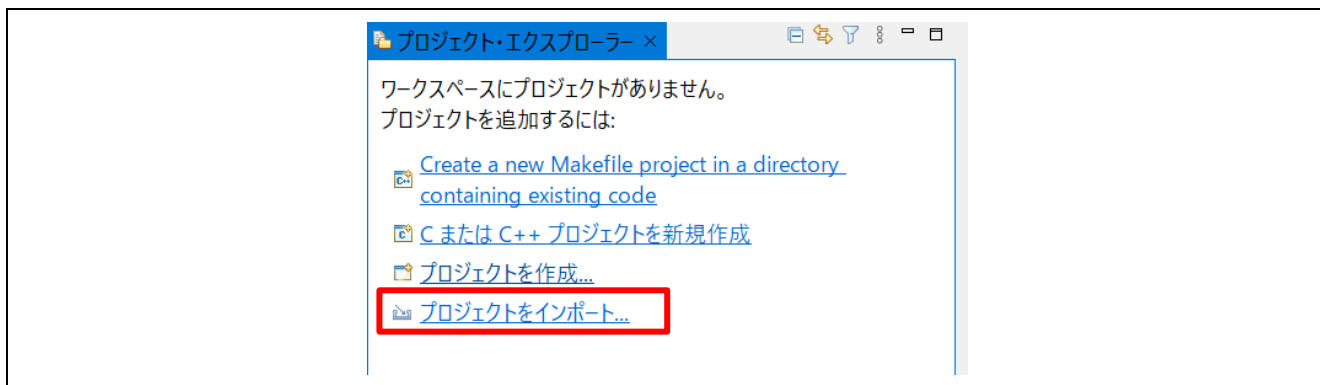 プロジェクト・エクスプローラー ×
ワークスペースにプロジェクトがありません。
プロジェクトを追加するには:
Create a new Makefile project in a directory
containing existing code
C または C++ プロジェクトを新規作成
プロジェクトを作成...
プロジェクトをインポート...